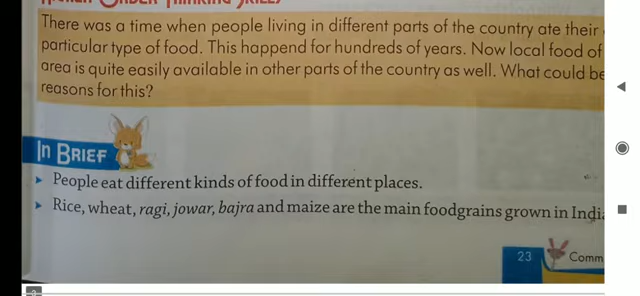 There was a time when people living in different parts of the country ate their
particular type of food. This happend for hundreds of years. Now local food of
area is quite easily available in other parts of the country as well. What could be
reasons for this?
In BRIEF
People eat different kinds of food in different places.
Rice, wheat, ragi, jowar, bajra and maize are the main foodgrains grown in India
23
Comm